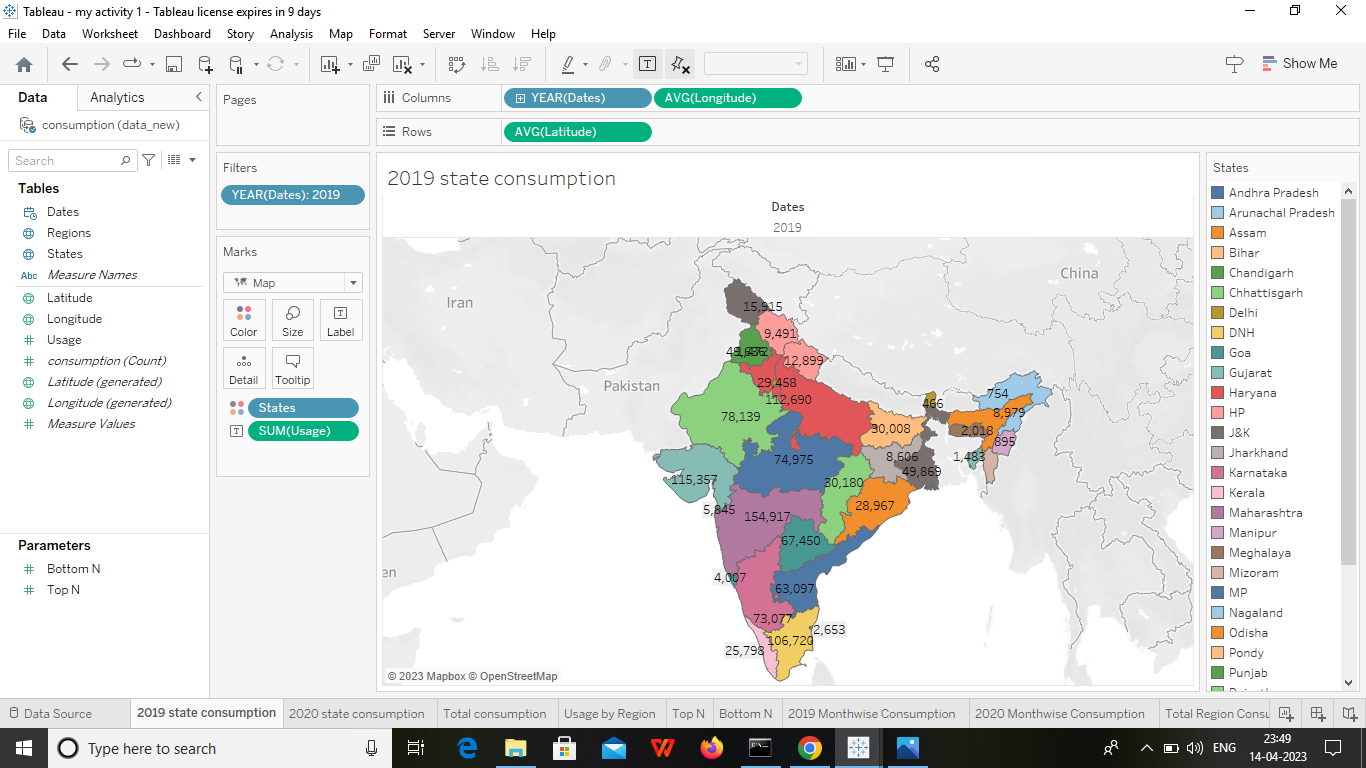 Tableau - my activity 1 - Tableau license expires in 9 days
File Data Worksheet Dashboard Story Analysis Map Format Server Window Help
Show Me
Data Analytics
consumption (data_new)
Search
Tables
Dates
Regions
States
Abc Measure Names
Latitude
Longitude
Usage
consumption (Count)
Latitude (generated)
Longitude (generated)
Measure Values
Parameters
Bottom N
Top N
Pages
Filters
YEAR(Dates): 2019
Marks
Map
Color Size Label
Detail Tooltip
States
SUM(Usage)
Columns YEAR(Dates) AVG(Longitude)
Rows AVG(Latitude)
2019 state consumption
Dates
2019
China
Iran
15,915
9,491
12,899
Pakistan
29,458
112,690
754
466
78,139
8,979
30,008
2,018
895
8,606
1,483
74,975
49,869
115,357
30,180
28,967
5,845
154,917
67,450
4,007
63,097
73,077
2,653
106,720
25,798
en
© 2023 Mapbox © OpenStreetMap
States
Andhra Pradesh
Arunachal Pradesh
Assam
Bihar
Chandigarh
Chhattisgarh
Delhi
DNH
Goa
Gujarat
Haryana
HP
J&K
Jharkhand
Karnataka
Kerala
Maharashtra
Manipur
Meghalaya
Mizoram
MP
Nagaland
Odisha
Pondy
Punjab
Data Source 2019 state consumption 2020 state consumption Total consumption Usage by Region Top N Bottom N 2019 Monthwise Consumption 2020 Monthwise Consumption Total Region Consu
Type here to search
ENG
23:49
14-04-2023